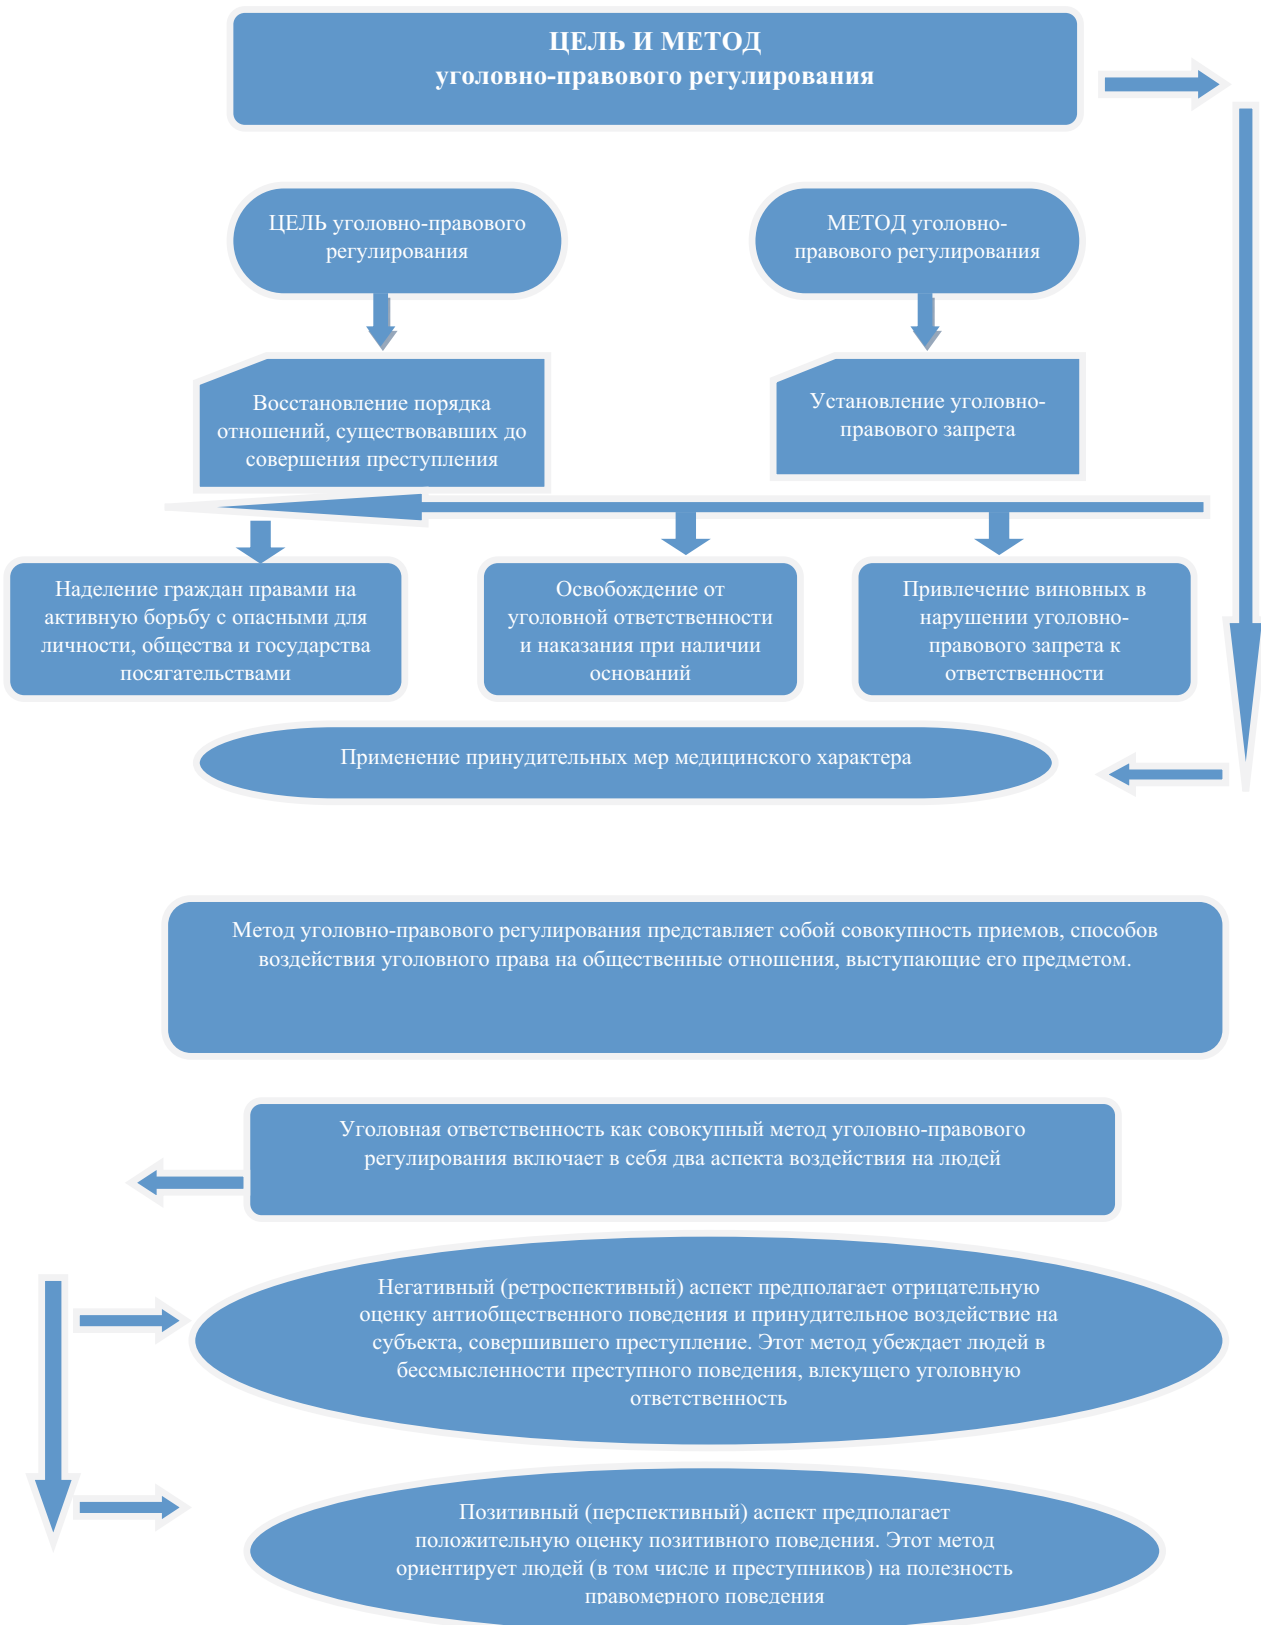 ЦЕЛЬ И МЕТОД
уголовно-правового регулирования
ЦЕЛЬ уголовно-правового
регулирования
МЕТОД уголовно-
правового регулирования
Восстановление порядка
отношений, существовавших до
совершения преступления
Установление уголовно-
правового запрета
Наделение граждан правами на
активную борьбу с опасными для
личности, общества и государства
посягательствами
Освобождение от
уголовной ответственности
и наказания при наличии
оснований
Привлечение виновных в
нарушении уголовно-
правового запрета к
ответственности
Применение принудительных мер медицинского характера
Метод уголовно-правового регулирования представляет собой совокупность приемов, способов
воздействия уголовного права на общественные отношения, выступающие его предметом.
Уголовная ответственность как совокупный метод уголовно-правового
регулирования включает в себя два аспекта воздействия на людей
Негативный (ретроспективный) аспект предполагает отрицательную
оценку антиобщественного поведения и принудительное воздействие на
субъекта, совершившего преступление. Этот метод убеждает людей в
бессмысленности преступного поведения, влекущего уголовную
ответственность
Позитивный (перспективный) аспект предполагает
положительную оценку позитивного поведения. Этот метод
ориентирует людей (в том числе и преступников) на полезность
правомерного поведения